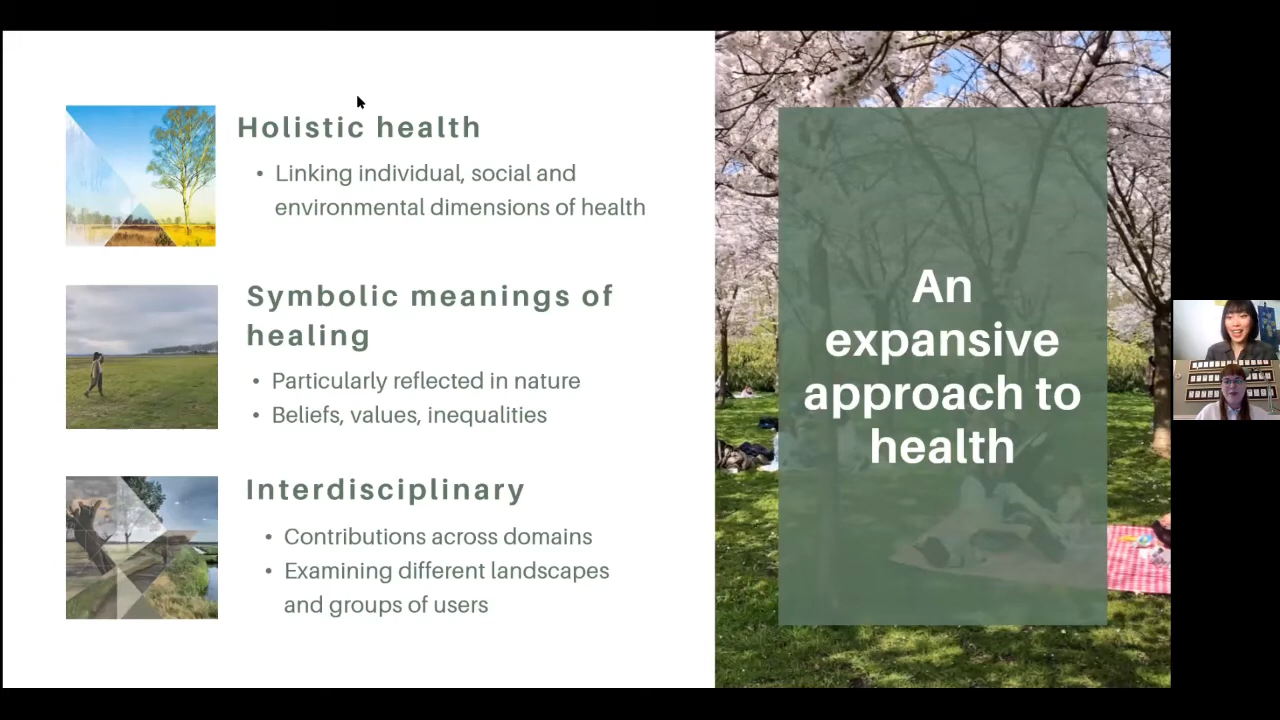 Holistic health
• Linking individual, social and
environmental dimensions of health
Symbolic meanings of
healing
• Particularly reflected in nature
• Beliefs, values, inequalities
Interdisciplinary
• Contributions across domains
• Examining different landscapes
and groups of users
An
expansive
approach to
health